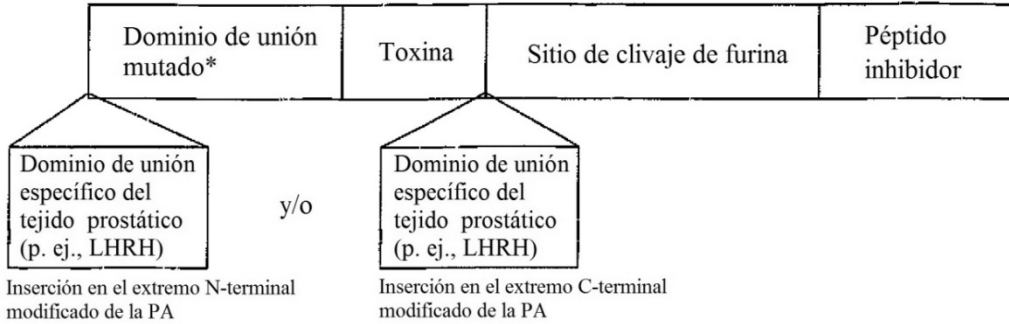 Dominio de unión
mutado*
Toxina
Sitio de clivaje de furina
Péptido
inhibidor
Dominio de unión
específico del
tejido prostático
(p. ej., LHRH)
y/o
Dominio de unión
específico del
tejido prostático
(p. ej., LHRH)
Inserción en el extremo N-terminal
modificado de la PA
Inserción en el extremo C-terminal
modificado de la PA